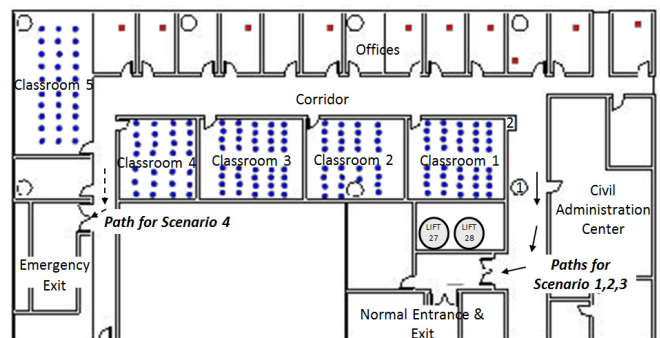 Offices
Classroom 5
Corridor
2
Classroom 4
Classroom 3
Classroom 2
Classroom 1
1
Civil
Administration
Center
Path for Scenario 4
LIFT
27
LIFT
28
Emergency
Exit
Paths for
Scenario 1,2,3
Normal Entrance &
Exit